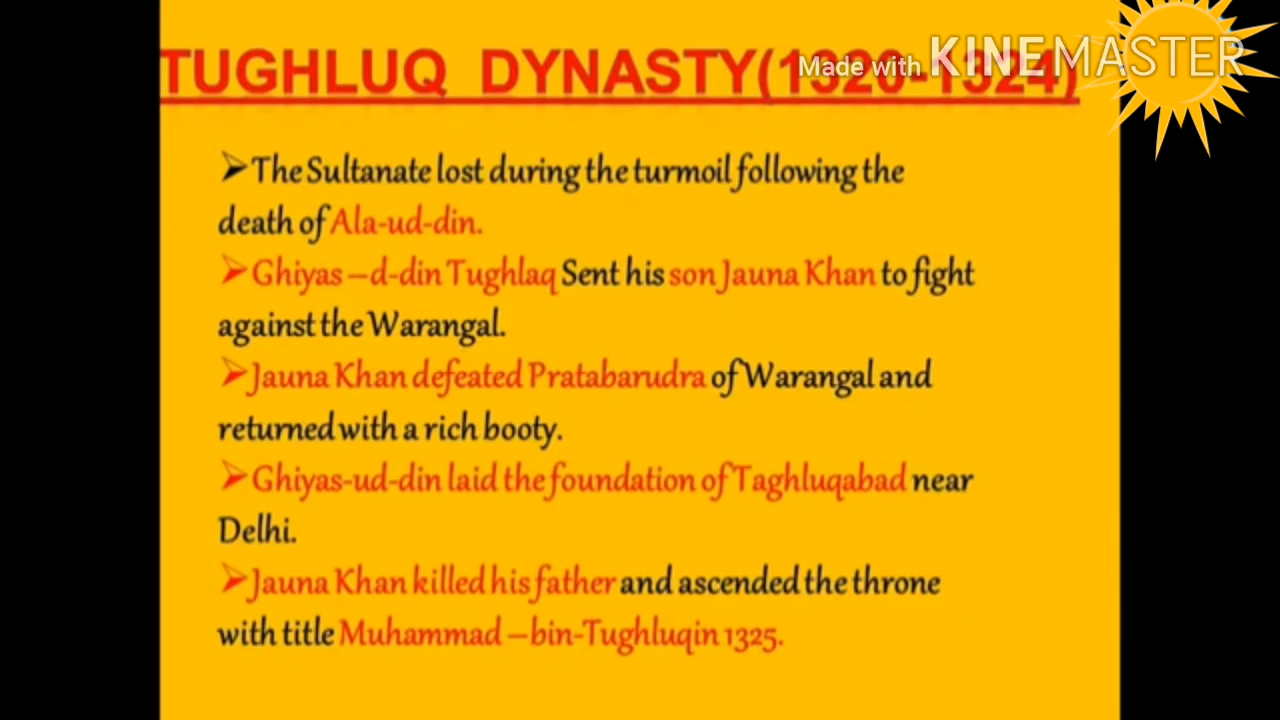 TUGHLUQ DYNASTY(1320-1324)
Made with KINEMASTER
➢The Sultanate lost during the turmoil following the
death of Ala-ud-din.
➢Ghiyas –d-din Tughlaq Sent his son Jauna Khan to fight
against the Warangal.
➢Jauna Khan defeated Pratabarudra of Warangal and
returned with a rich booty.
➢Ghiyas-ud-din laid the foundation of Taghluqabad near
Delhi.
➢Jauna Khan killed his father and ascended the throne
with title Muhammad –bin-Tughluqin 1325.